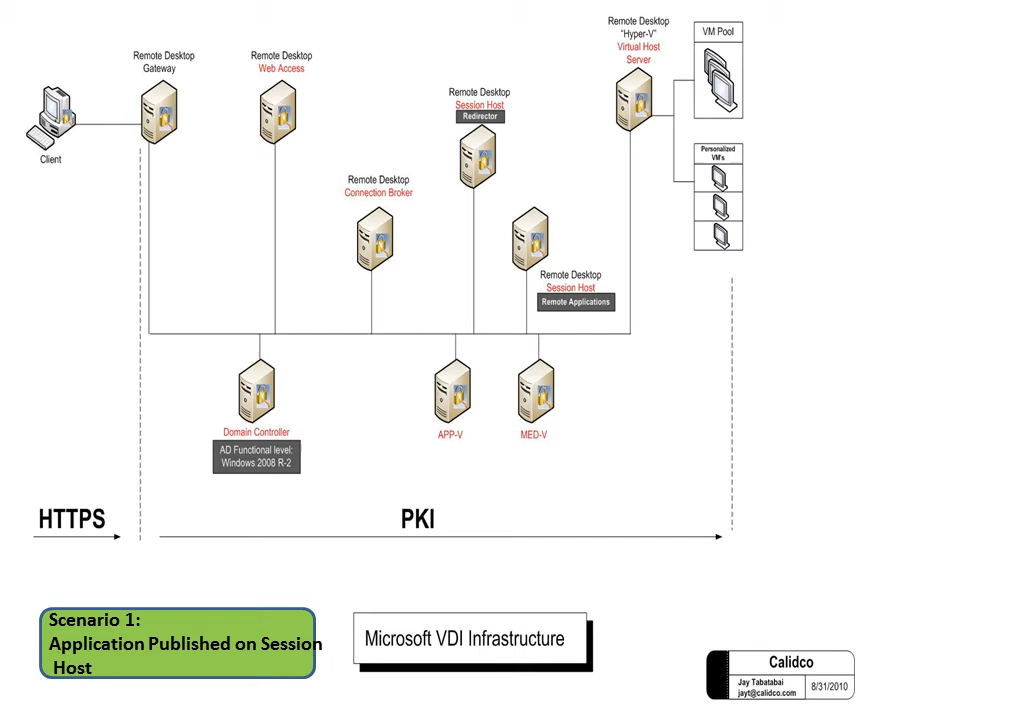 Remote Desktop
Gateway
Remote Desktop
Web Access
Remote Desktop
"Hyper-V"
Virtual Host
Server
VM Pool
Remote Desktop
Session Host
Redirector
Client
Personalized
VM's
Remote Desktop
Connection Broker
Remote Desktop
Session Host
Remote Applications
Domain Controller
AD Functional level:
Windows 2008 R-2
APP-V
MED-V
HTTPS
PKI
Scenario 1:
Application Published on Session
Host
Microsoft VDI Infrastructure
Calidco
Jay Tabatabai
jayt@calidco.com
8/31/2010